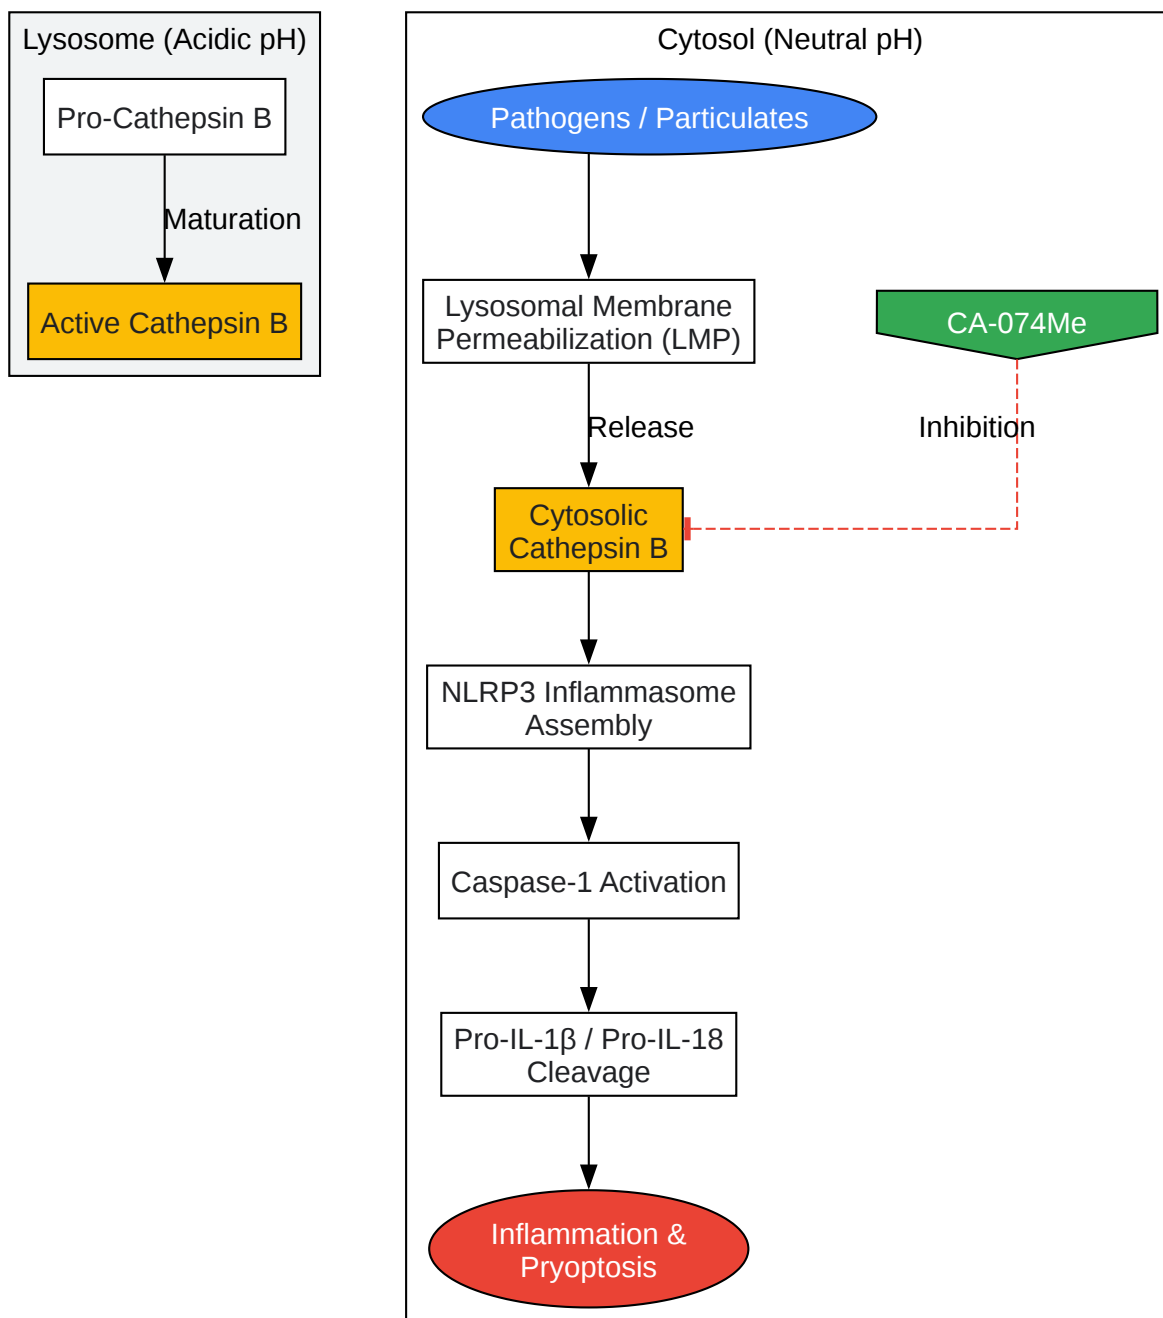 Lysosome (Acidic pH)
Pro-Cathepsin B
Maturation
Active Cathepsin B
Cytosol (Neutral pH)
Pathogens / Particulates
Lysosomal Membrane
Permeabilization (LMP)
CA-074Me
Release
Inhibition
Cytosolic
Cathepsin B
NLRP3 Inflammasome
Assembly
Caspase-1 Activation
Pro-IL-1β / Pro-IL-18
Cleavage
Inflammation &
Pryoptosis